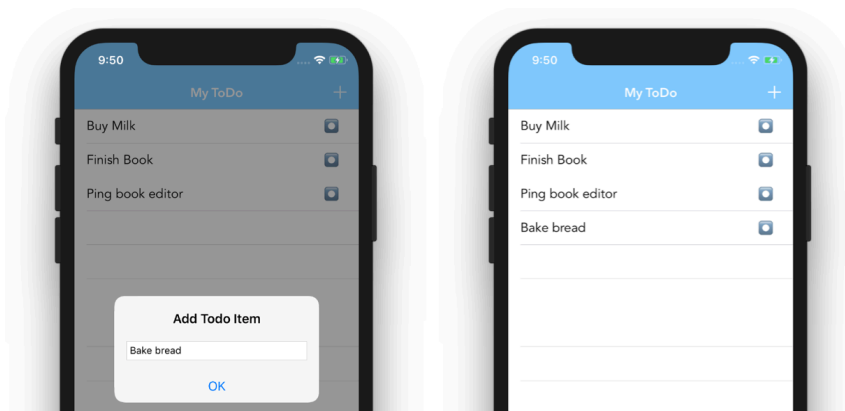 9:50
My ToDo
Buy Milk
Finish Book
Ping book editor
Add Todo Item
Bake bread
OK
9:50
My ToDo
Buy Milk
Finish Book
Ping book editor
Bake bread